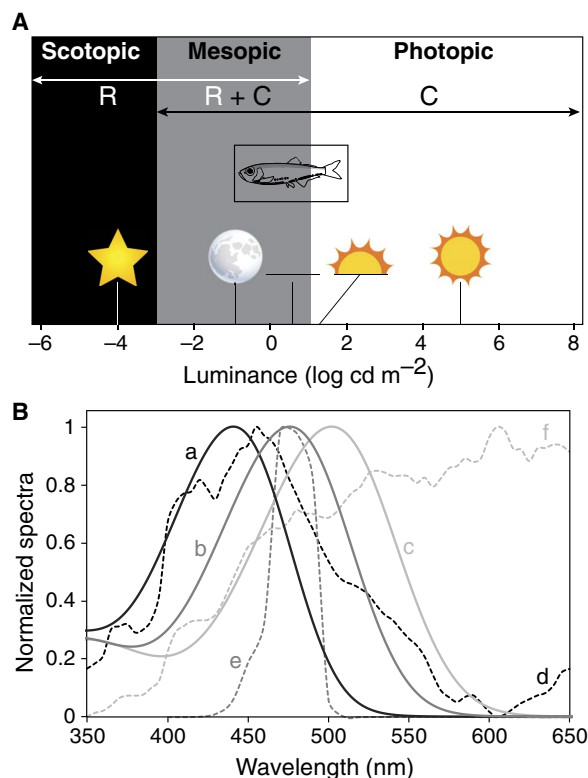 A
Scotopic Mesopic Photopic
R R + C C
–6 –4 –2 0 2 4 6 8
Luminance (log cd m−2)
B
Normalized spectra
1
0.8
0.6
0.4
0.2
0
a
b
c
d
e
f
350 400 450 500 550 600 650
Wavelength (nm)